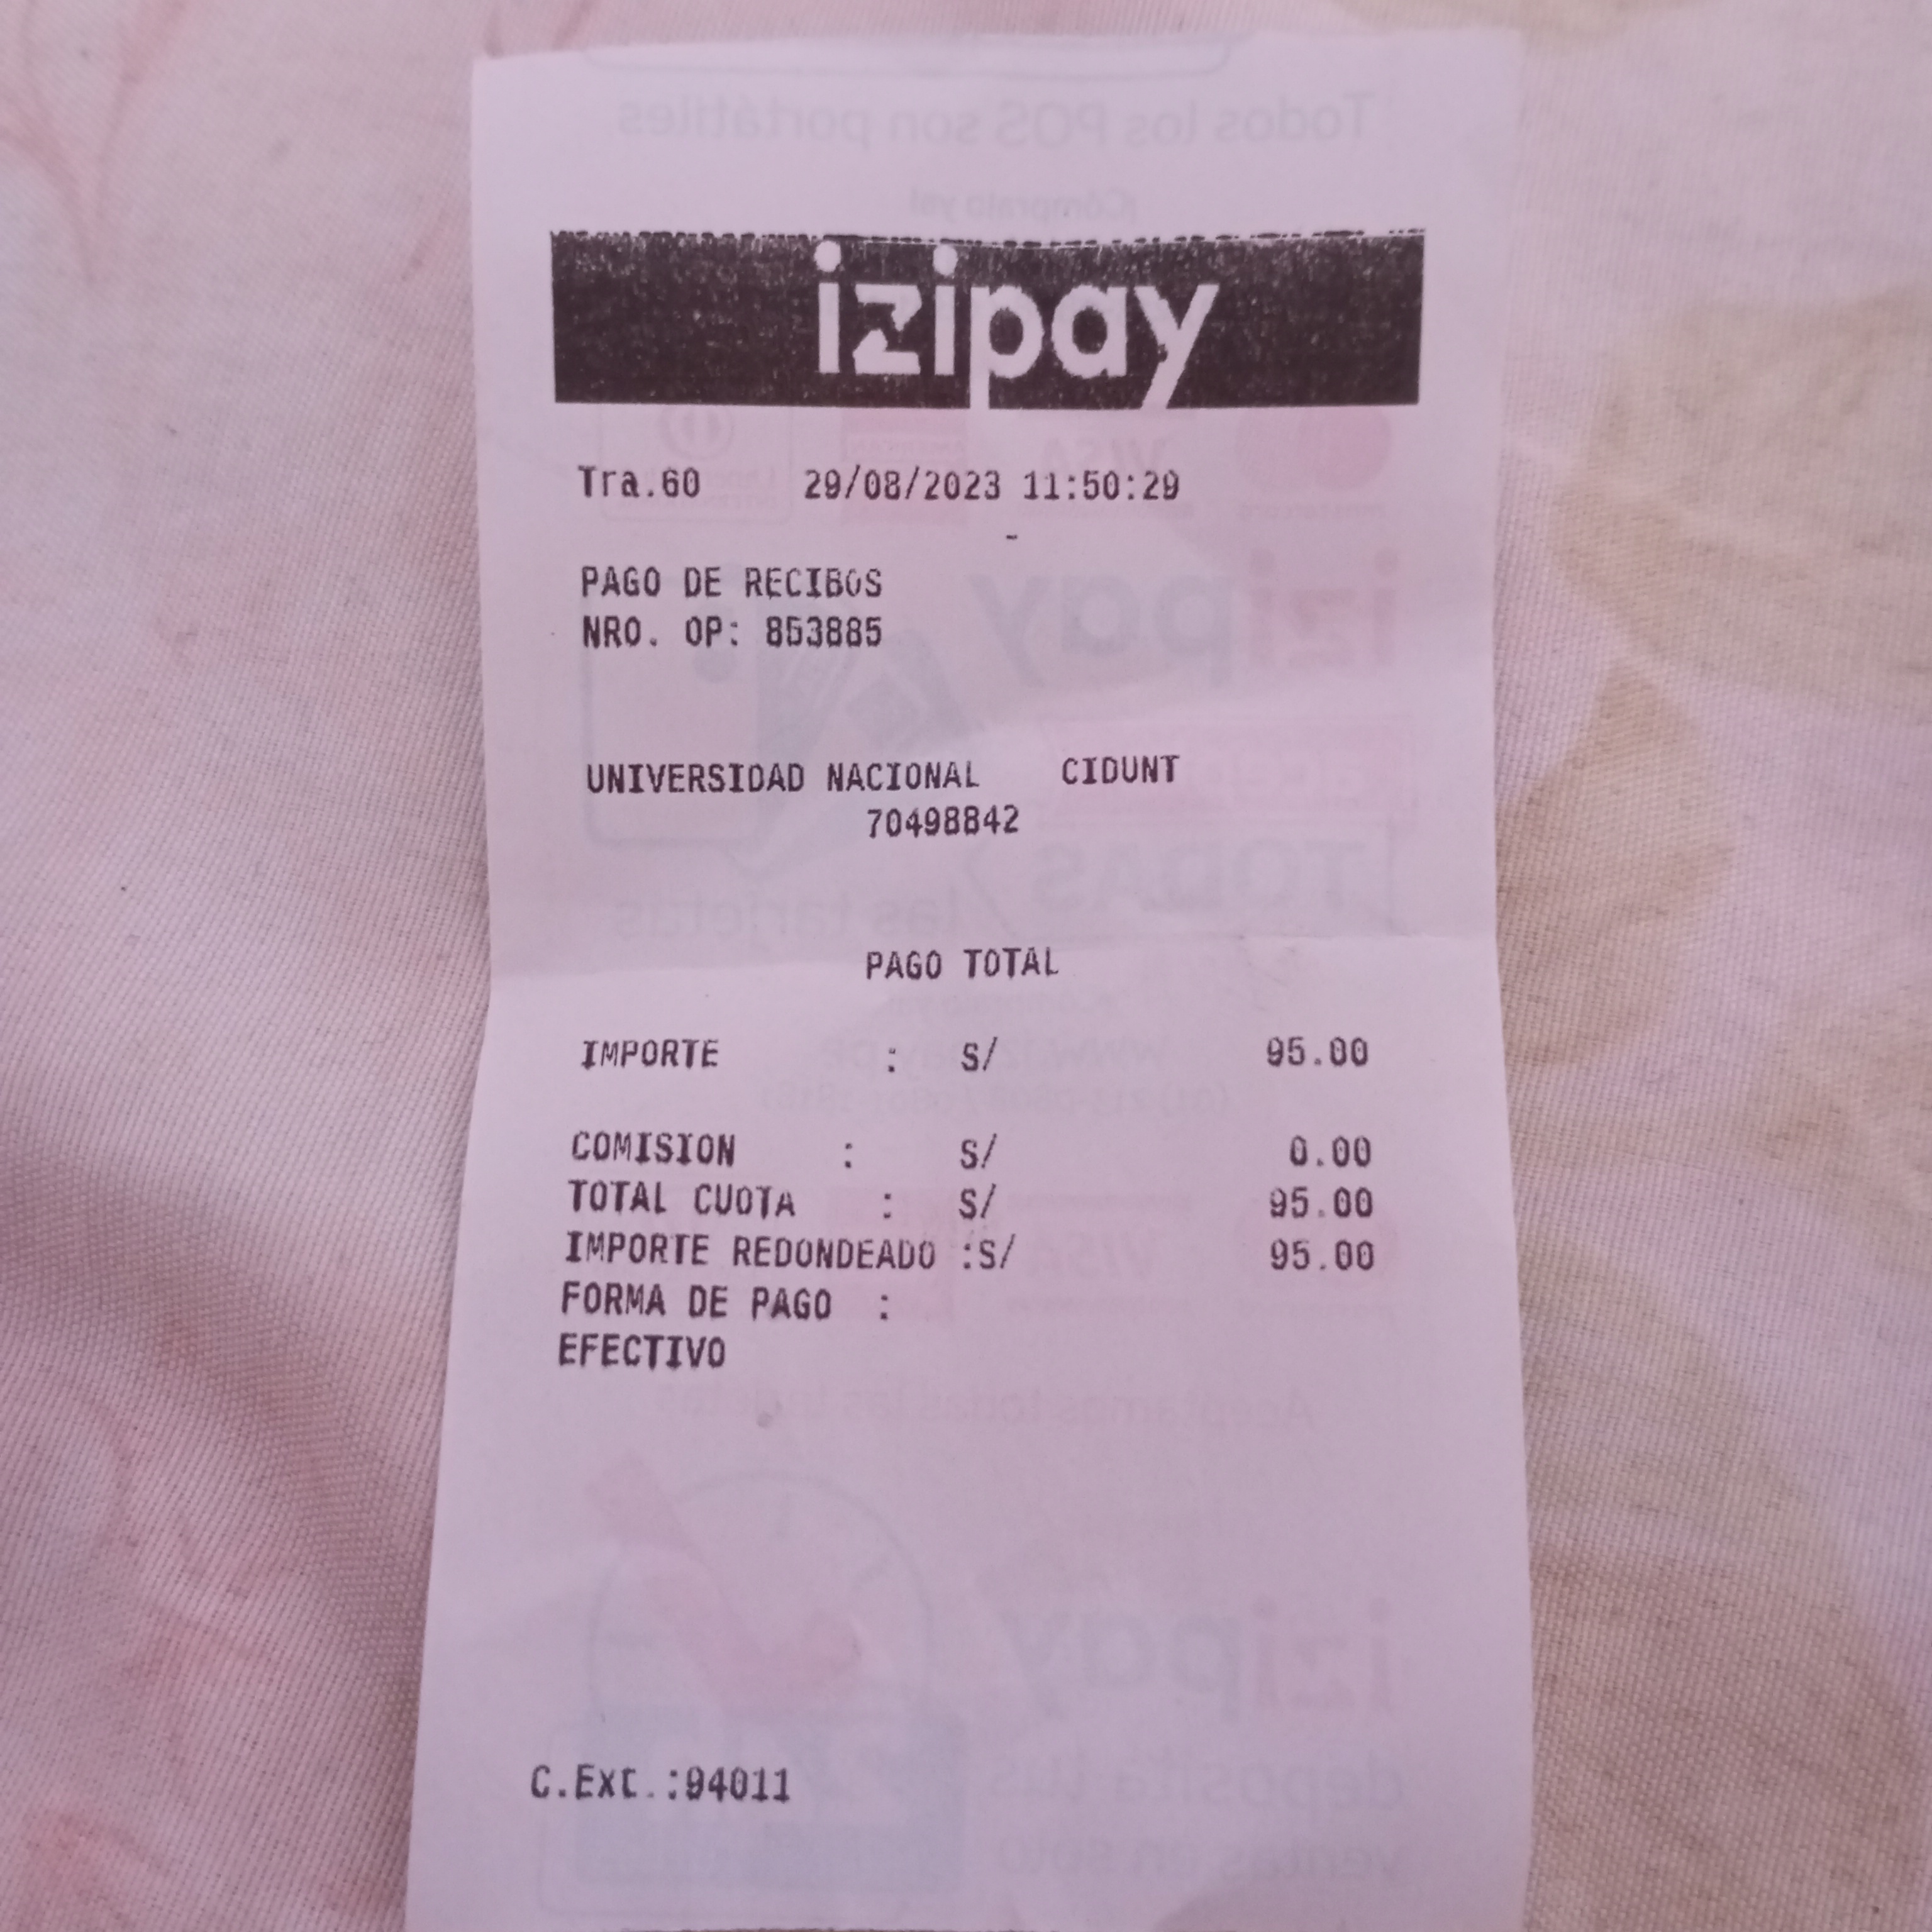 izipay
Tra.60 29/08/2023 11:50:29
-
PAGO DE RECIBOS
NRO. OP: 853885
UNIVERSIDAD NACIONAL CIDUNT
70498842
PAGO TOTAL
IMPORTE : S/ 95.00
COMISION : S/ 0.00
TOTAL CUOTA : S/ 95.00
IMPORTE REDONDEADO :S/ 95.00
FORMA DE PAGO :
EFECTIVO
C.Ext.:94011